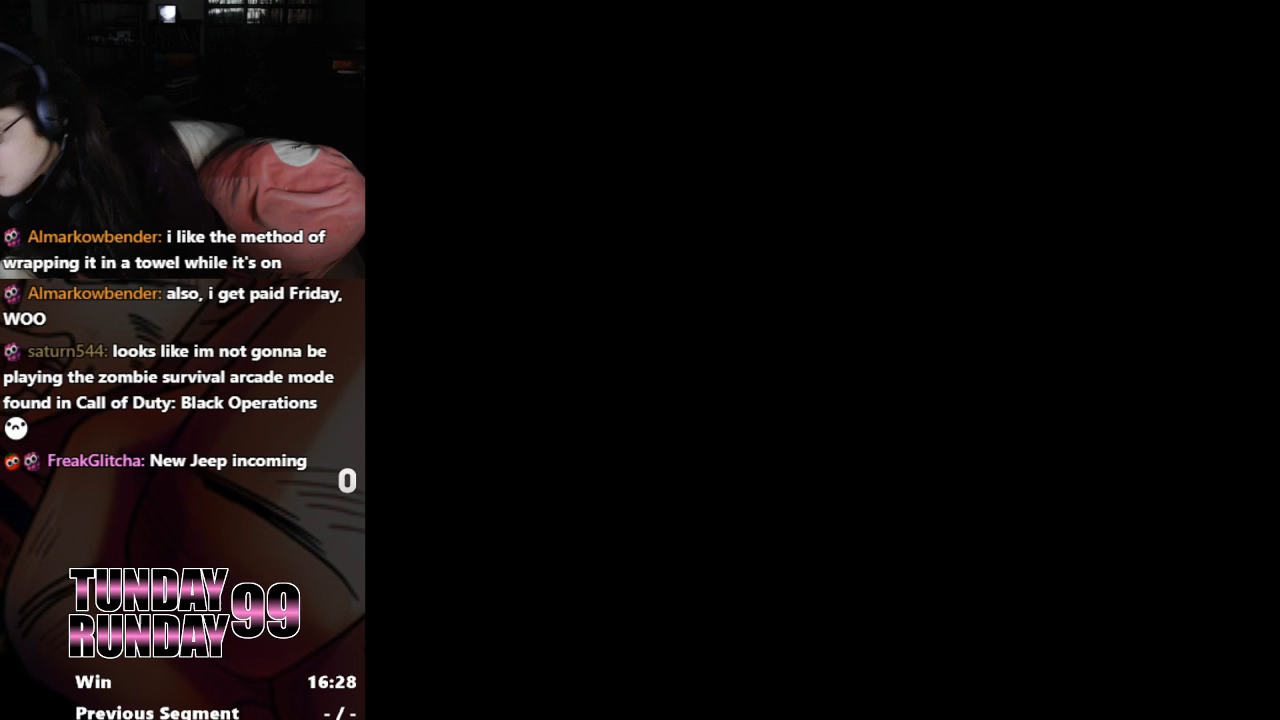 Almarkowbender: i like the method of
wrapping it in a towel while it's on
Almarkowbender: also, i get paid Friday,
WOO
saturn544: looks like im not gonna be
playing the zombie survival arcade mode
found in Call of Duty: Black Operations
FreakGlitcha: New Jeep incoming
0
TUNDAY
RUNDAY 99
Win 16:28
Previous Segment - / -